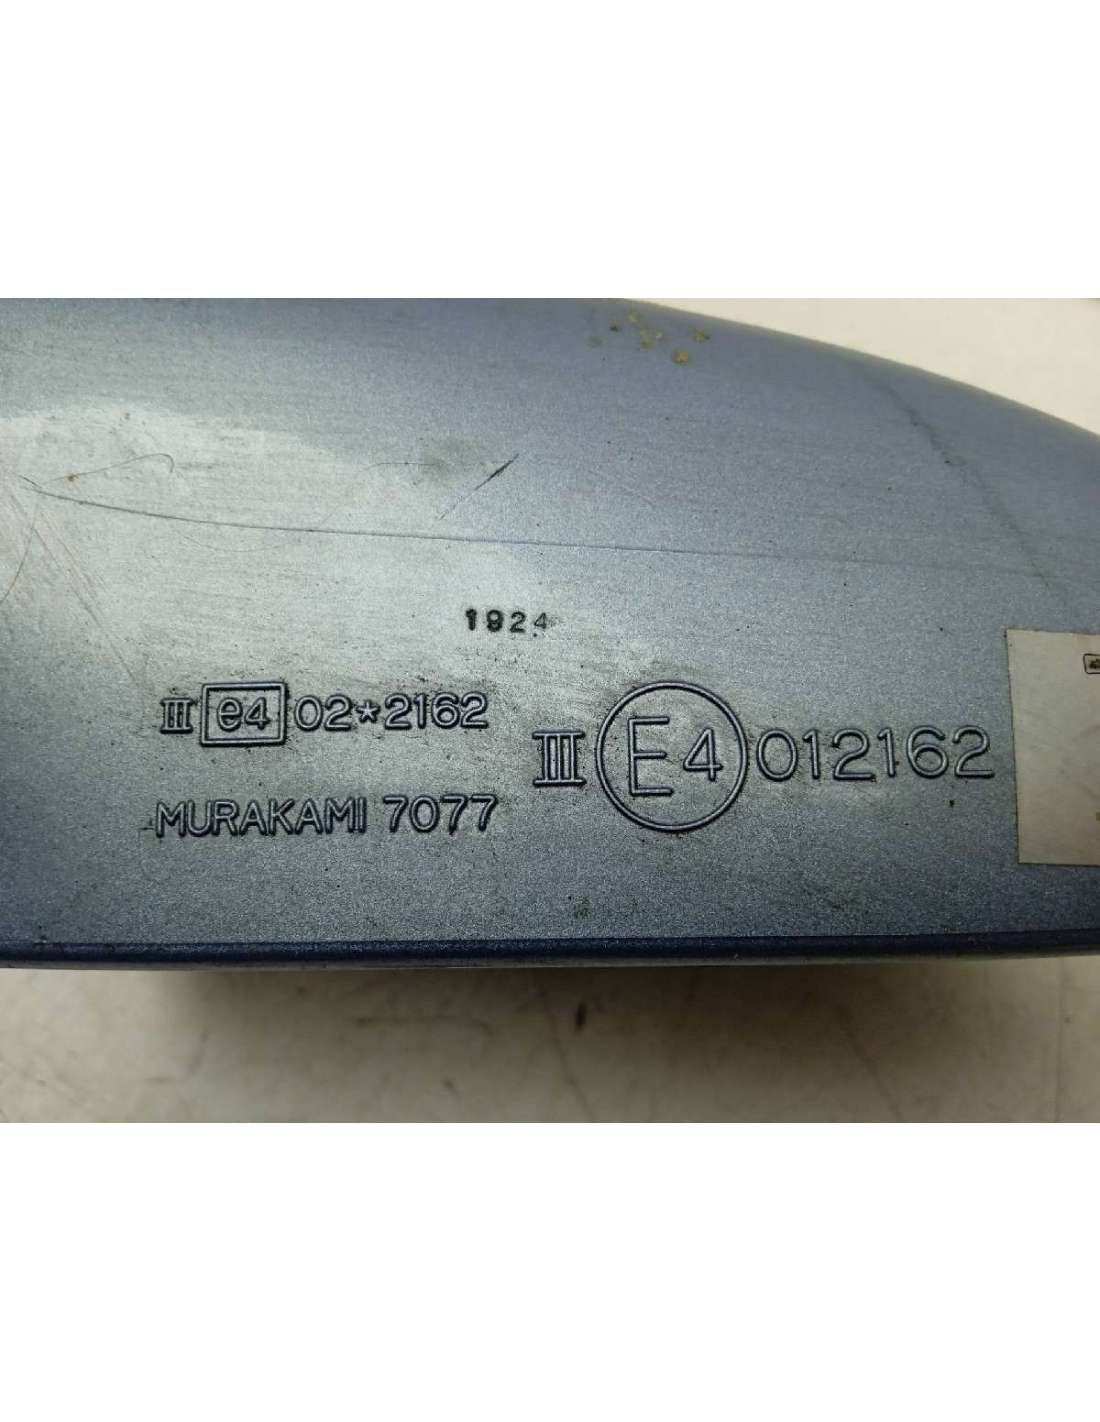 1924
III e4 02*2162
III E4 012162
MURAKAMI 7077